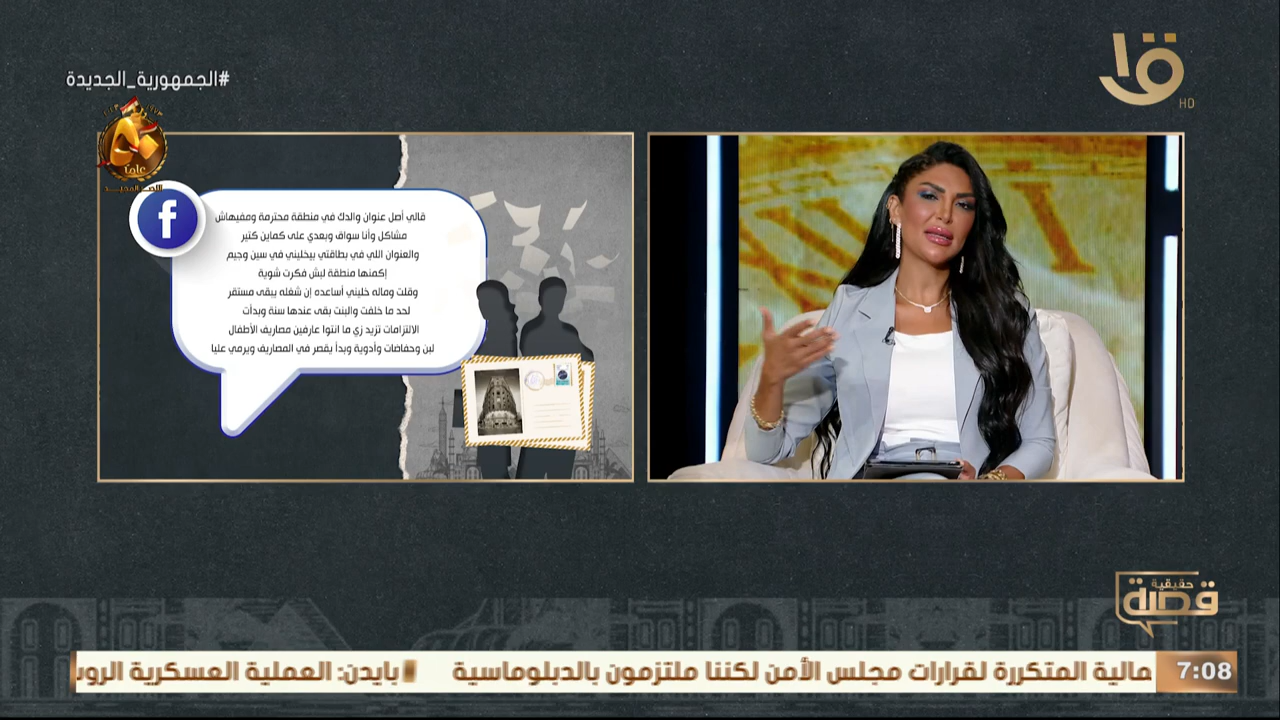 #الجمهورية_الجديدة
HD
عاماً
قالي أصل عنوان والدك في منطقة محترمة ومفيهاش
مشاكل وأنا سواق وبعدي على كماين كتير
والعنوان اللي في بطاقتي بيخليني في سين وجيم
إكمنها منطقة لبش فكرت شوية
وقلت وماله خليني أساعده إن شغله يبقى مستقر
لحد ما خلفت والبنت بقى عندها سنة وبدأت
الالتزامات تزيد زي ما انتوا عارفين مصاريف الأطفال
لبن وحفاضات وأدوية وبدأ يقصر في المصاريف ويرمي عليا
قصة
حقيقية
مالية المتكررة لقرارات مجلس الأمن لكننا ملتزمون بالدبلوماسية بايدن: العملية العسكرية الروس
7:08